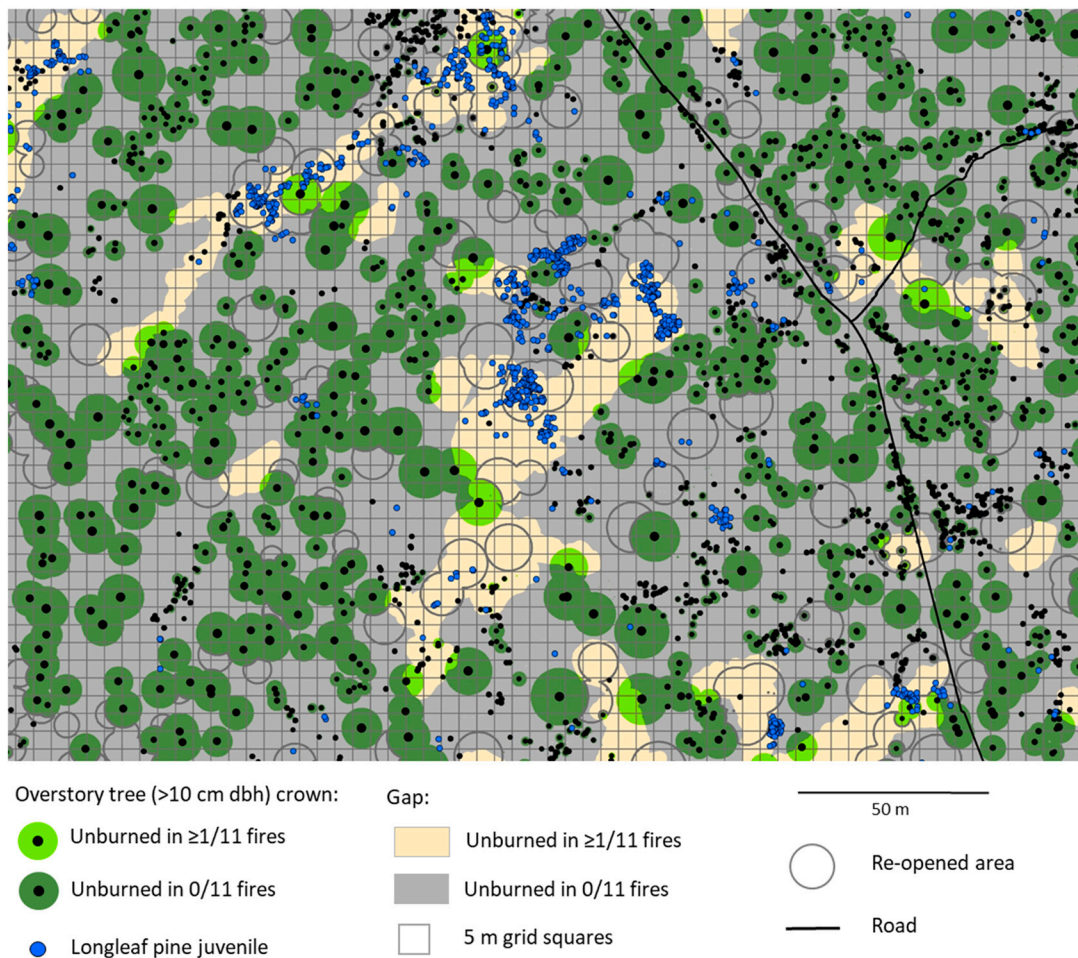 Overstory tree (>10 cm dbh) crown:
Unburned in ≥1/11 fires
Unburned in 0/11 fires
Longleaf pine juvenile
Gap:
Unburned in ≥1/11 fires
Unburned in 0/11 fires
5 m grid squares
50 m
Re-opened area
Road